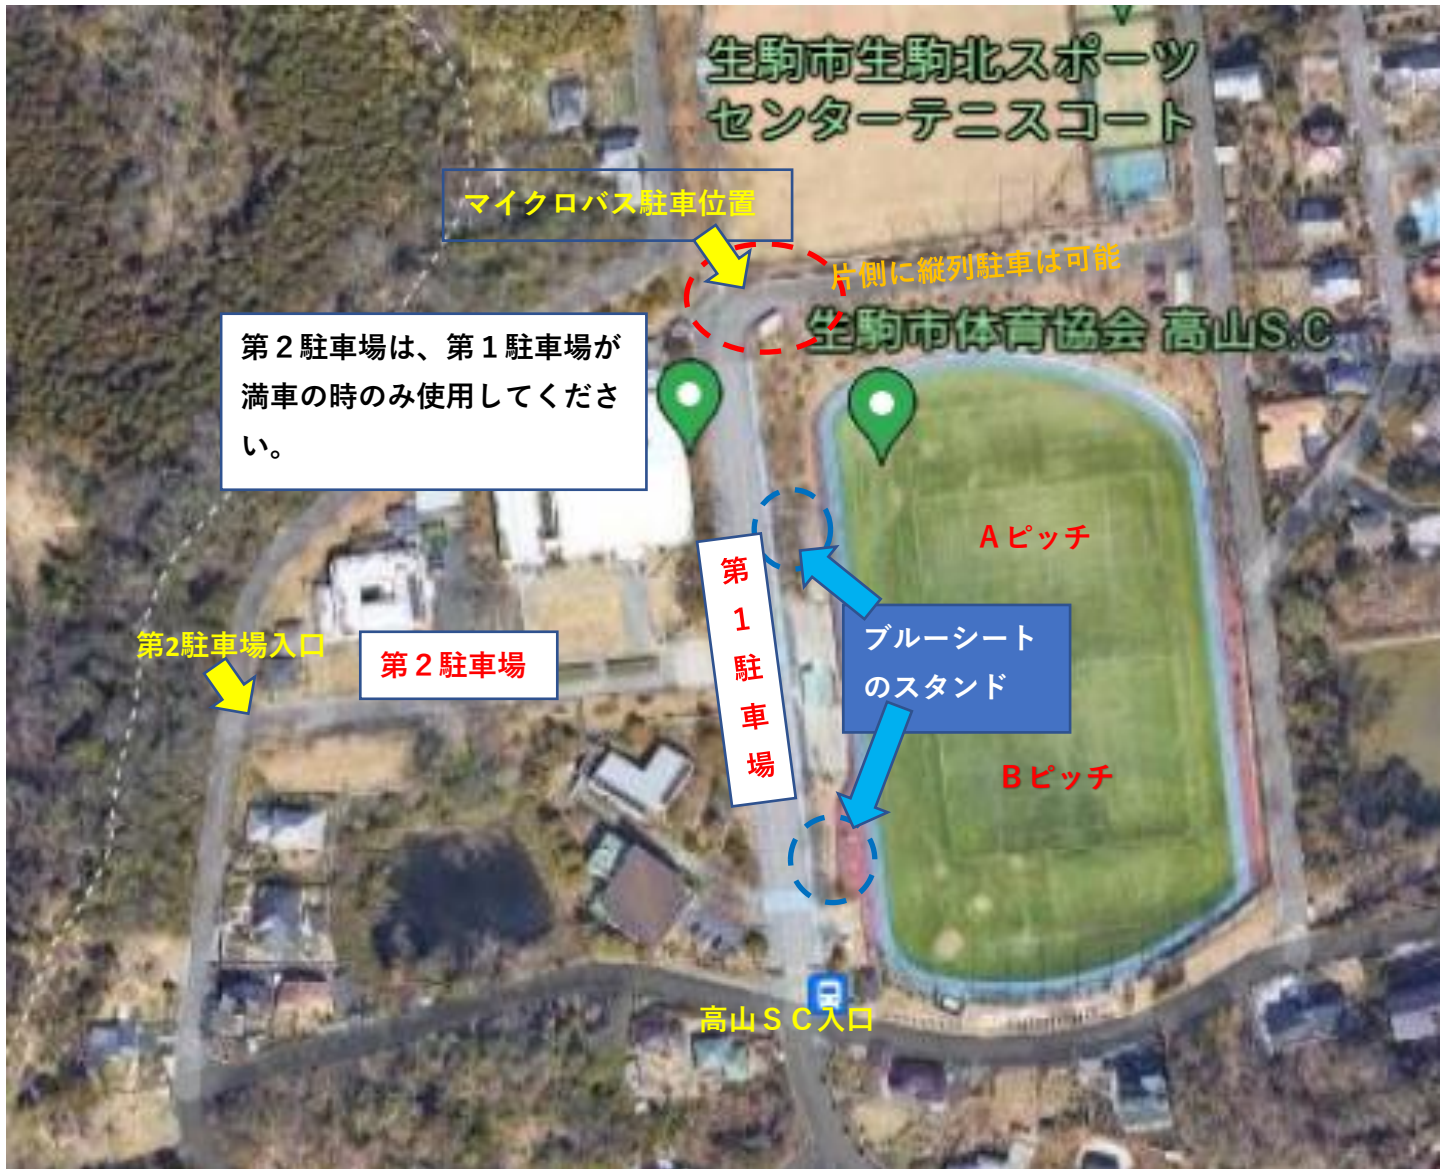 生駒市生駒北スポーツ
センターテニスコート
マイクロバス駐車位置
片側に縦列駐車は可能
生駒市体育協会 高山S.C
第２駐車場は、第１駐車場が
満車の時のみ使用してくださ
い。
Ａピッチ
第１駐車場
ブルーシート
のスタンド
第2駐車場入口
第２駐車場
Ｂピッチ
高山ＳＣ入口